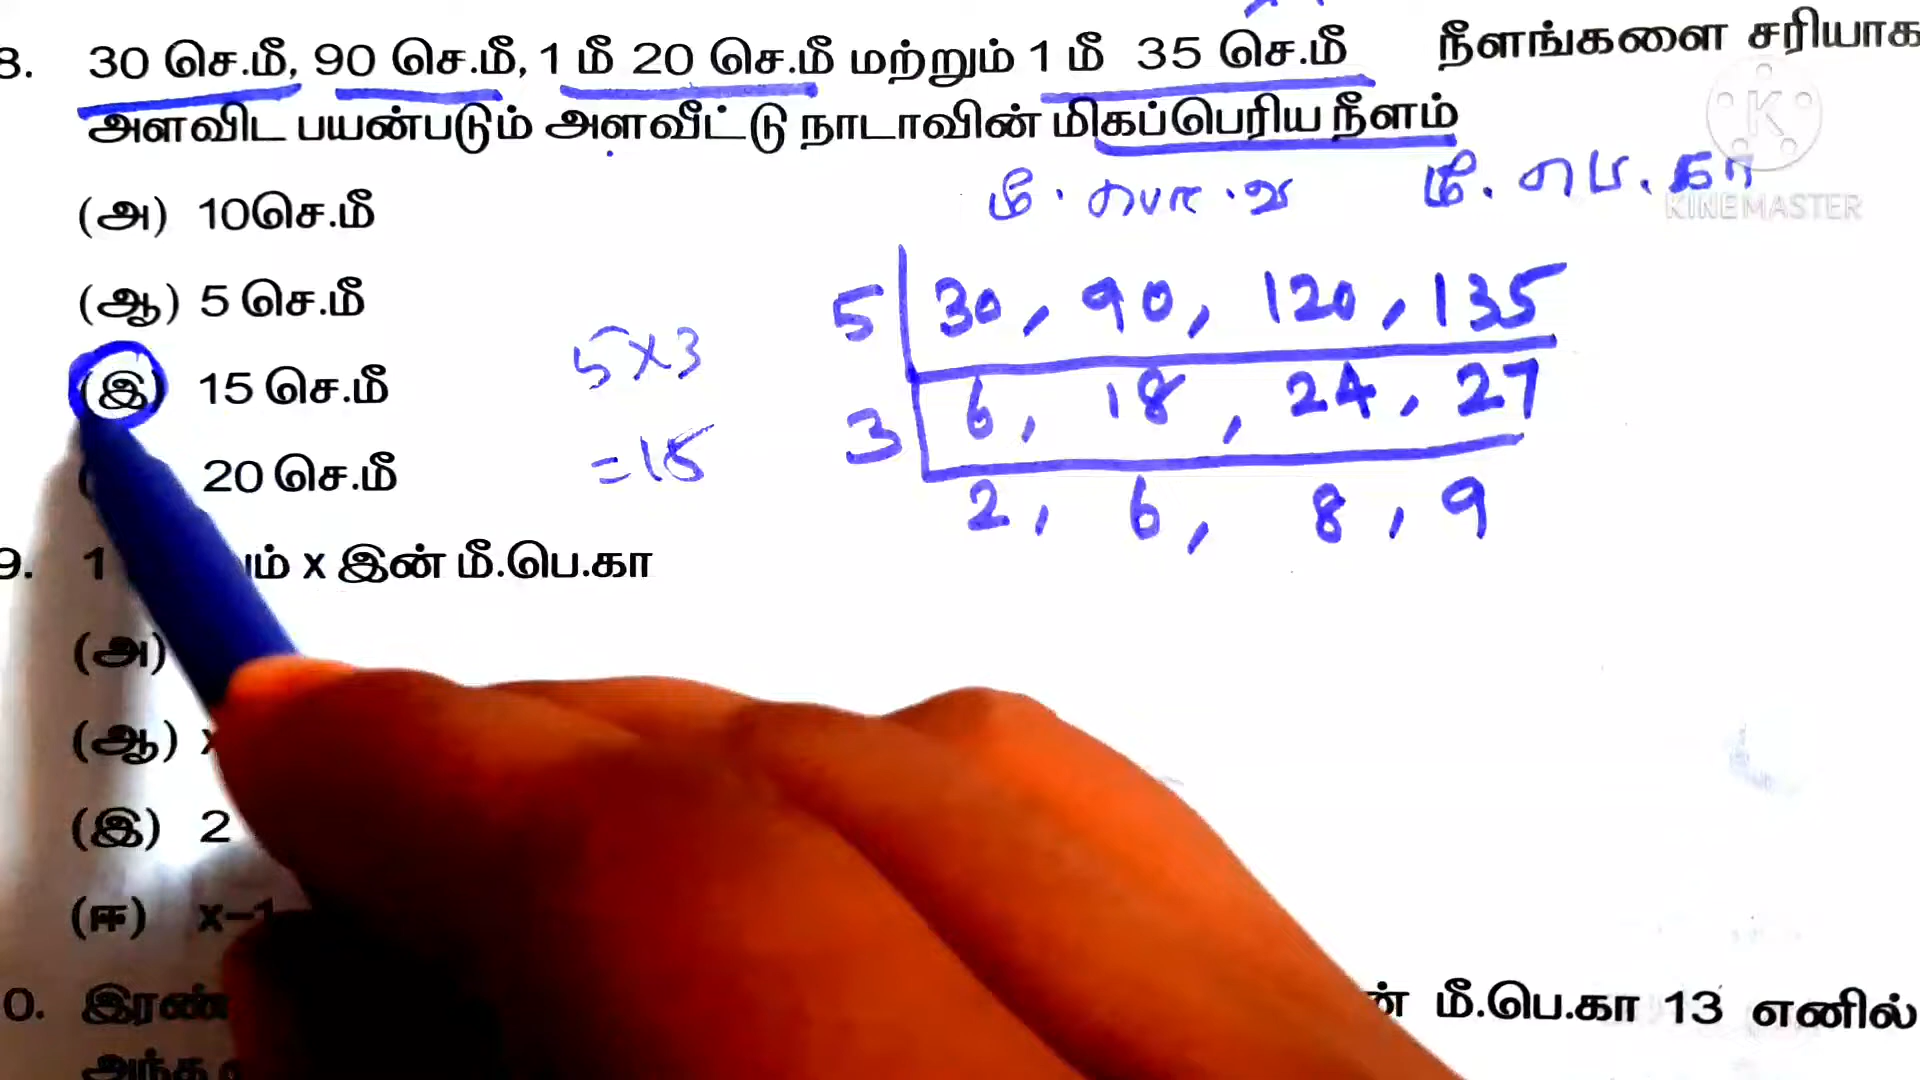 8. 30 செ.மீ, 90 செ.மீ, 1 மீ 20 செ.மீ மற்றும் 1 மீ 35 செ.மீ நீளங்களை சரியாக
அளவிட பயன்படும் அளவீட்டு நாடாவின் மிகப்பெரிய நீளம்
மீ. பொ. ம மீ. பெ. கா
KINEMASTER
(அ) 10செ.மீ
(ஆ) 5 செ.மீ
(இ) 15 செ.மீ
20 செ.மீ
5 | 30, 90, 120, 135
3 | 6, 18, 24, 27
2, 6, 8, 9
5x3
=15
9. 1 x இன் மீ.பெ.கா
(அ)
(ஆ) x
(இ) 2
(ஈ) x–1
0. மீ.பெ.கா 13 எனில்
அந்த